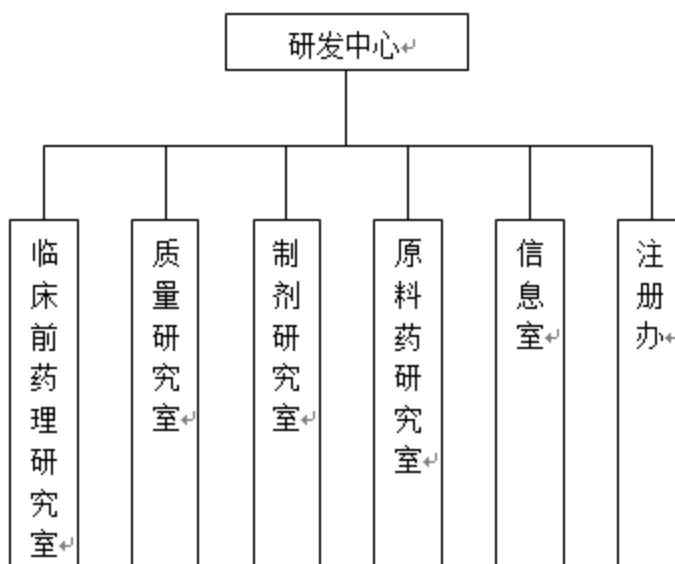 研发中心
临床前药理研究室
质量研究室
制剂研究室
原料药研究室
信息室
注册办